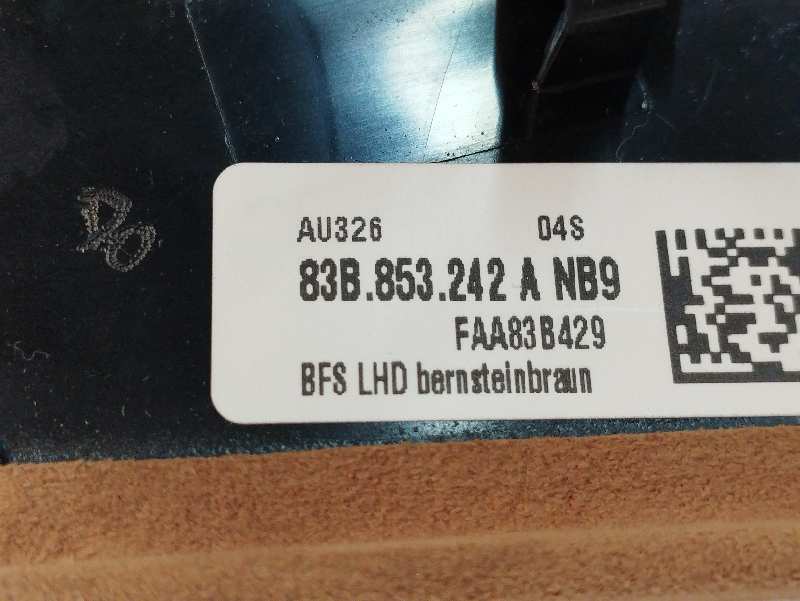 AU326 04S
83B.853.242 A NB9
FAA83B429
BFS LHD bernsteinbraun